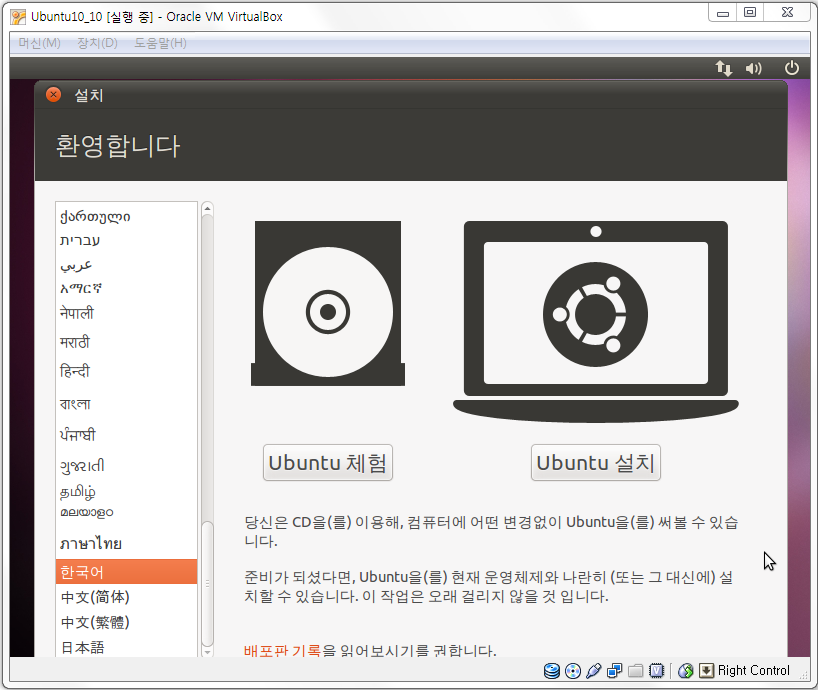 Ubuntu10_10 [실행 중] - Oracle VM VirtualBox
머신(M) 장치(D) 도움말(H)
설치
환영합니다
ქართული
עברית
عربي
አማርኛ
नेपाली
मराठी
हिन्दी
বাংলা
ਪੰਜਾਬੀ
ગુજરાતી
தமிழ்
മലയാളം
ภาษาไทย
한국어
中文(简体)
中文(繁體)
日本語
Ubuntu 체험
Ubuntu 설치
당신은 CD을(를) 이용해, 컴퓨터에 어떤 변경없이 Ubuntu을(를) 써볼 수 있습
니다.
준비가 되셨다면, Ubuntu을(를) 현재 운영체제와 나란히 (또는 그 대신에) 설
치할 수 있습니다. 이 작업은 오래 걸리지 않을 것 입니다.
배포판 기록을 읽어보시기를 권합니다.
Right Control